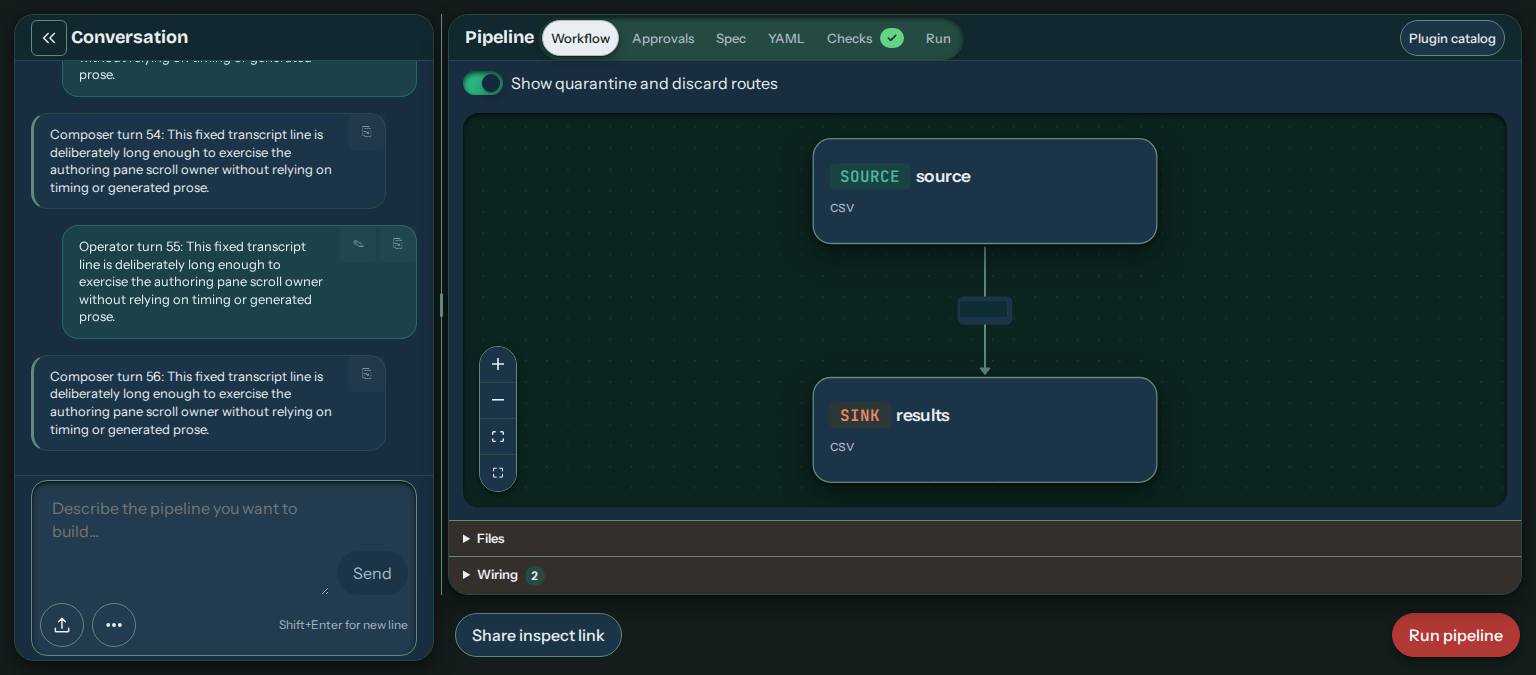 Conversation
without relying on timing or generated
prose.
Composer turn 54: This fixed transcript line is
deliberately long enough to exercise the
authoring pane scroll owner without relying on
timing or generated prose.
Operator turn 55: This fixed transcript
line is deliberately long enough to
exercise the authoring pane scroll owner
without relying on timing or generated
prose.
Composer turn 56: This fixed transcript line is
deliberately long enough to exercise the
authoring pane scroll owner without relying on
timing or generated prose.
Describe the pipeline you want to
build...
Send
Shift+Enter for new line
Pipeline Workflow Approvals Spec YAML Checks Run Plugin catalog
Show quarantine and discard routes
SOURCE source
CSV
SINK results
CSV
Files
Wiring 2
Share inspect link
Run pipeline